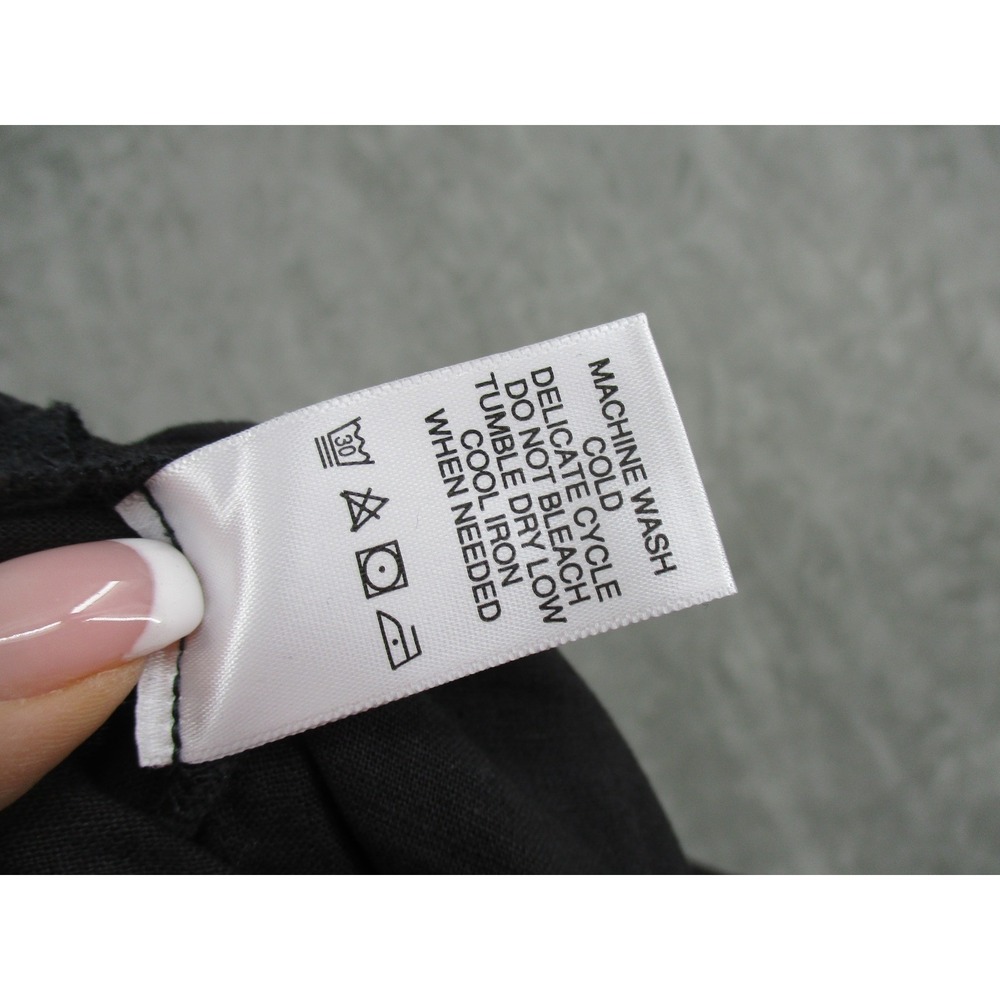 MACHINE WASH
COLD
DELICATE CYCLE
DO NOT BLEACH
TUMBLE DRY LOW
COOL IRON
WHEN NEEDED
30